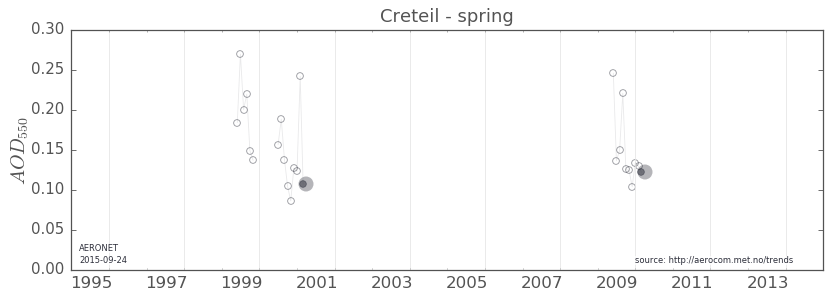 Creteil - spring
0.30
0.25
0.20
0.15
0.10
0.05
0.00
AOD550
AERONET
2015-09-24
source: http://aerocom.met.no/trends
1995 1997 1999 2001 2003 2005 2007 2009 2011 2013